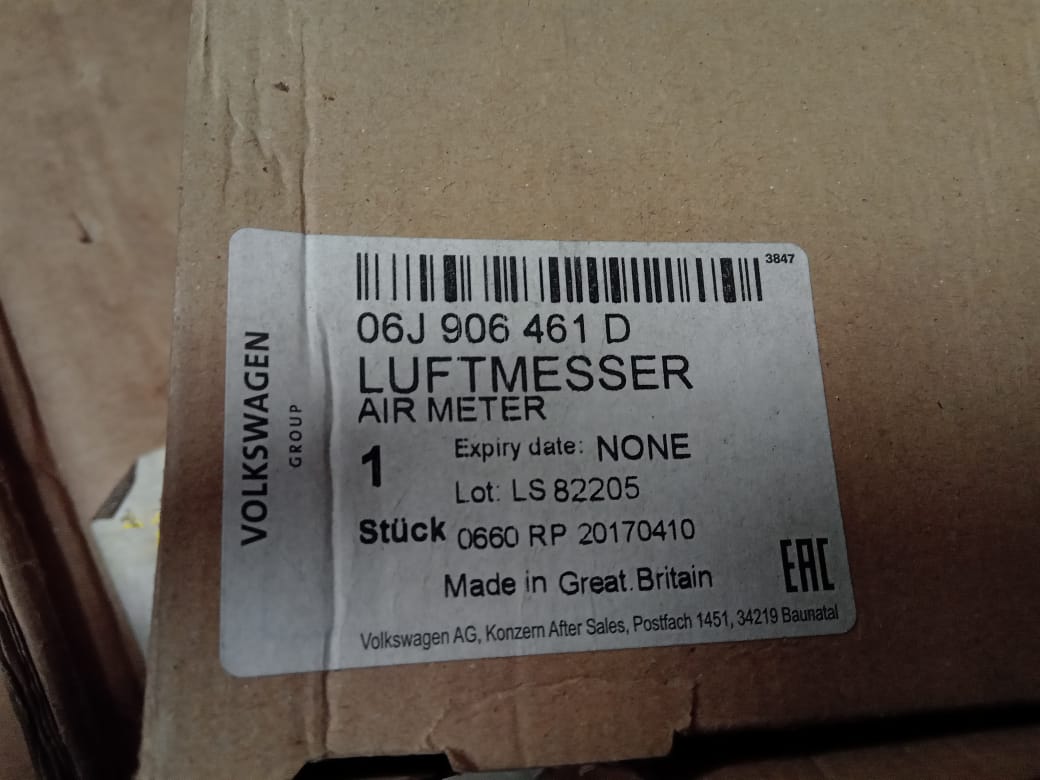 3847
06J 906 461 D
LUFTMESSER
AIR METER
1
Expiry date: NONE
Lot: LS 82205
Stück 0660 RP 20170410
Made in Great.Britain
EAC
Volkswagen AG, Konzern After Sales, Postfach 1451, 34219 Baunatal
VOLKSWAGEN
GROUP